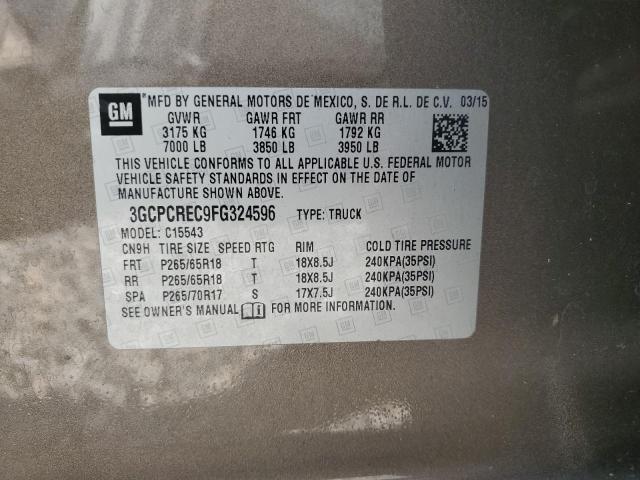 GM *MFD BY GENERAL MOTORS DE MEXICO, S. DE R.L. DE C.V. 03/15
GVWR GAWR FRT GAWR RR
3175 KG 1746 KG 1792 KG
7000 LB 3850 LB 3950 LB
THIS VEHICLE CONFORMS TO ALL APPLICABLE U.S. FEDERAL MOTOR
VEHICLE SAFETY STANDARDS IN EFFECT ON THE DATE OF
MANUFACTURE SHOWN ABOVE.
3GCPCREC9FG324596 TYPE: TRUCK
MODEL: C15543
CN9H TIRE SIZE SPEED RTG RIM COLD TIRE PRESSURE
FRT P265/65R18 T 18X8.5J 240KPA(35PSI)
RR P265/65R18 T 18X8.5J 240KPA(35PSI)
SPA P265/70R17 S 17X7.5J 240KPA(35PSI)
SEE OWNER'S MANUAL FOR MORE INFORMATION.